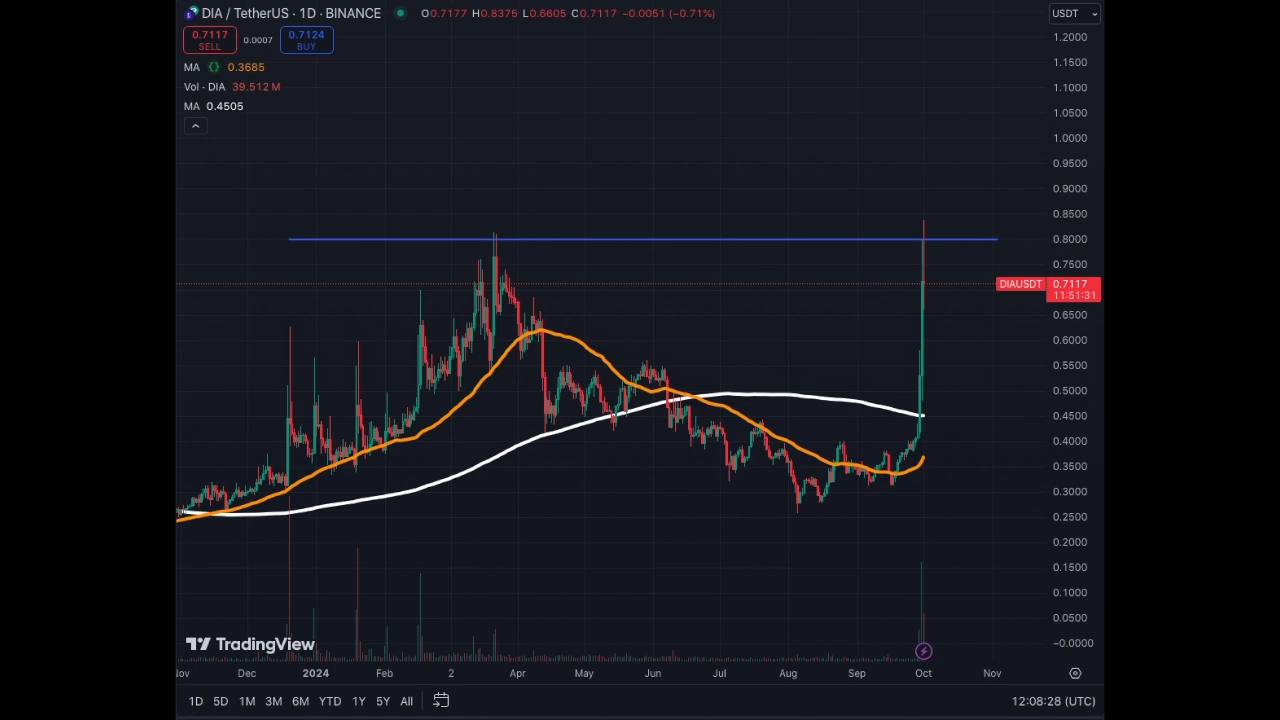 DIA / TetherUS · 1D · BINANCE O0.7177 H0.8375 L0.6605 C0.7117 −0.0051 (−0.71%)
USDT
0.7117 SELL 0.0007 0.7124 BUY
MA 0.3685
Vol · DIA 39.512 M
MA 0.4505
1.2000
1.1500
1.1000
1.0500
1.0000
0.9500
0.9000
0.8500
0.8000
0.7500
DIAUSDT 0.7117
11:51:31
0.6500
0.6000
0.5500
0.5000
0.4500
0.4000
0.3500
0.3000
0.2500
0.2000
0.1500
0.1000
0.0500
−0.0000
TradingView
Nov Dec 2024 Feb 2 Apr May Jun Jul Aug Sep Oct Nov
1D 5D 1M 3M 6M YTD 1Y 5Y All 12:08:28 (UTC)